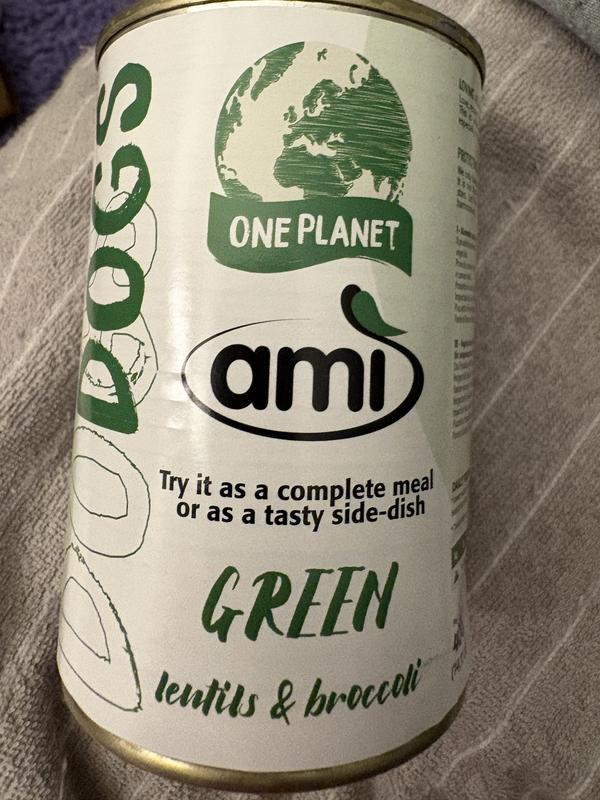 DOGS
ONE PLANET
ami
Try it as a complete meal
or as a tasty side-dish
GREEN
lentils & broccoli